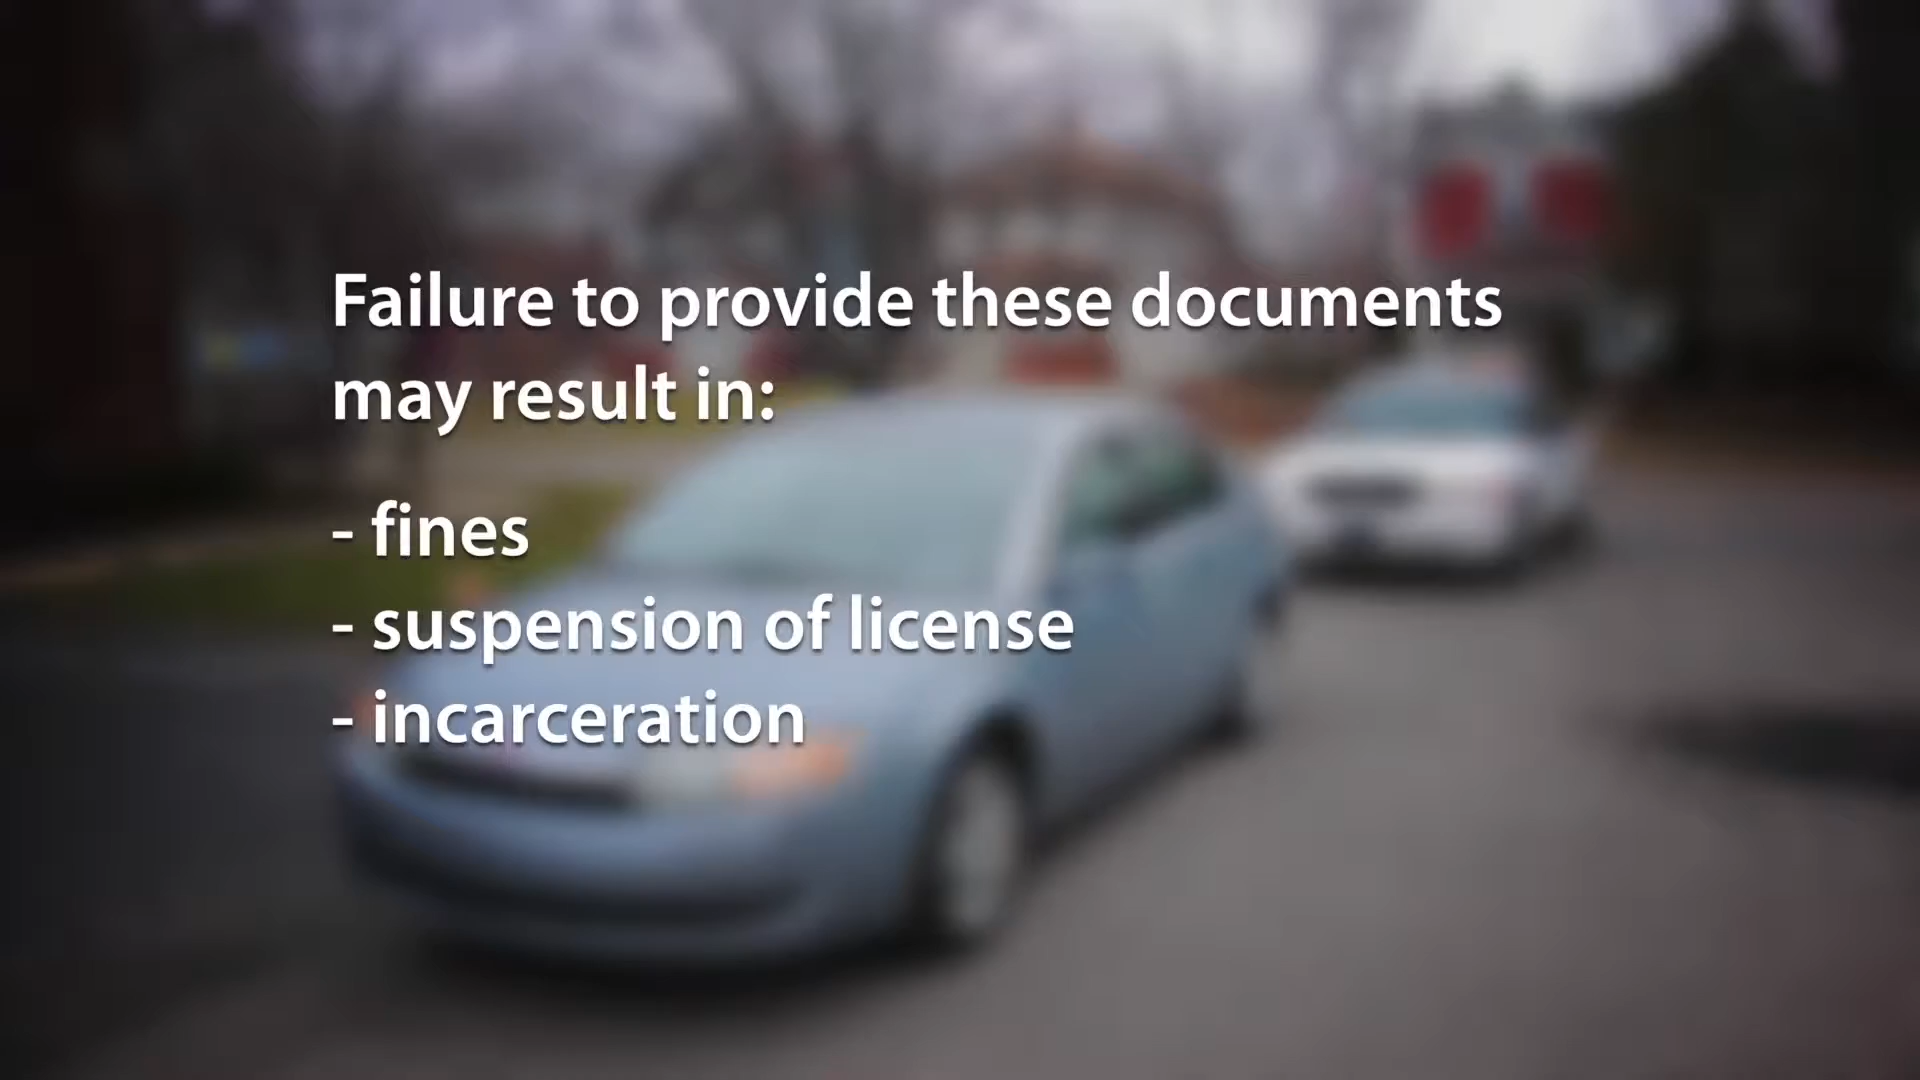 Failure to provide these documents
may result in:
- fines
- suspension of license
- incarceration